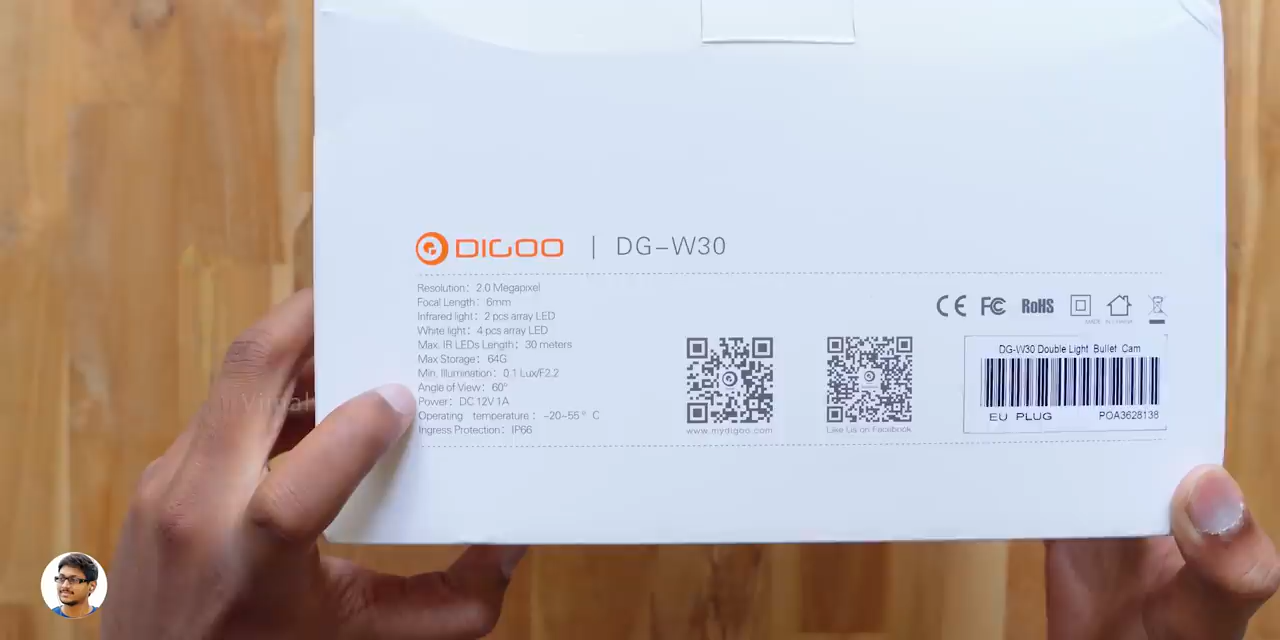 DIGOO | DG-W30
Resolution: 2.0 Megapixel
Focal Length: 6mm
Infrared light: 2 pcs array LED
White light: 4 pcs array LED
Max. IR LEDs Length: 30 meters
Max Storage: 64G
Min. Illumination: 0.1 Lux/F2.2
Angle of View: 60°
Power: DC 12V 1A
Operating temperature: -20~55° C
Ingress Protection: IP66
www.mydigoo.com
Like Us on Facebook
CE FC RoHS
DG-W30 Double Light Bullet Cam
EU PLUG POA3628138